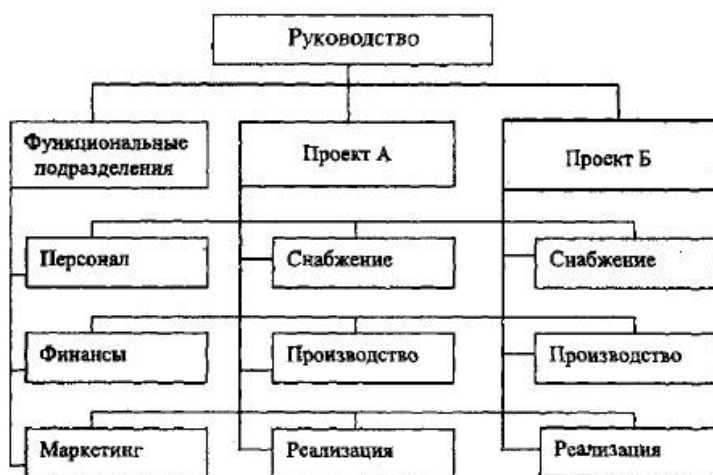 Руководство
Функциональные
подразделения
Проект А
Проект Б
Персонал
Снабжение
Снабжение
Финансы
Производство
Производство
Маркетинг
Реализация
Реализация